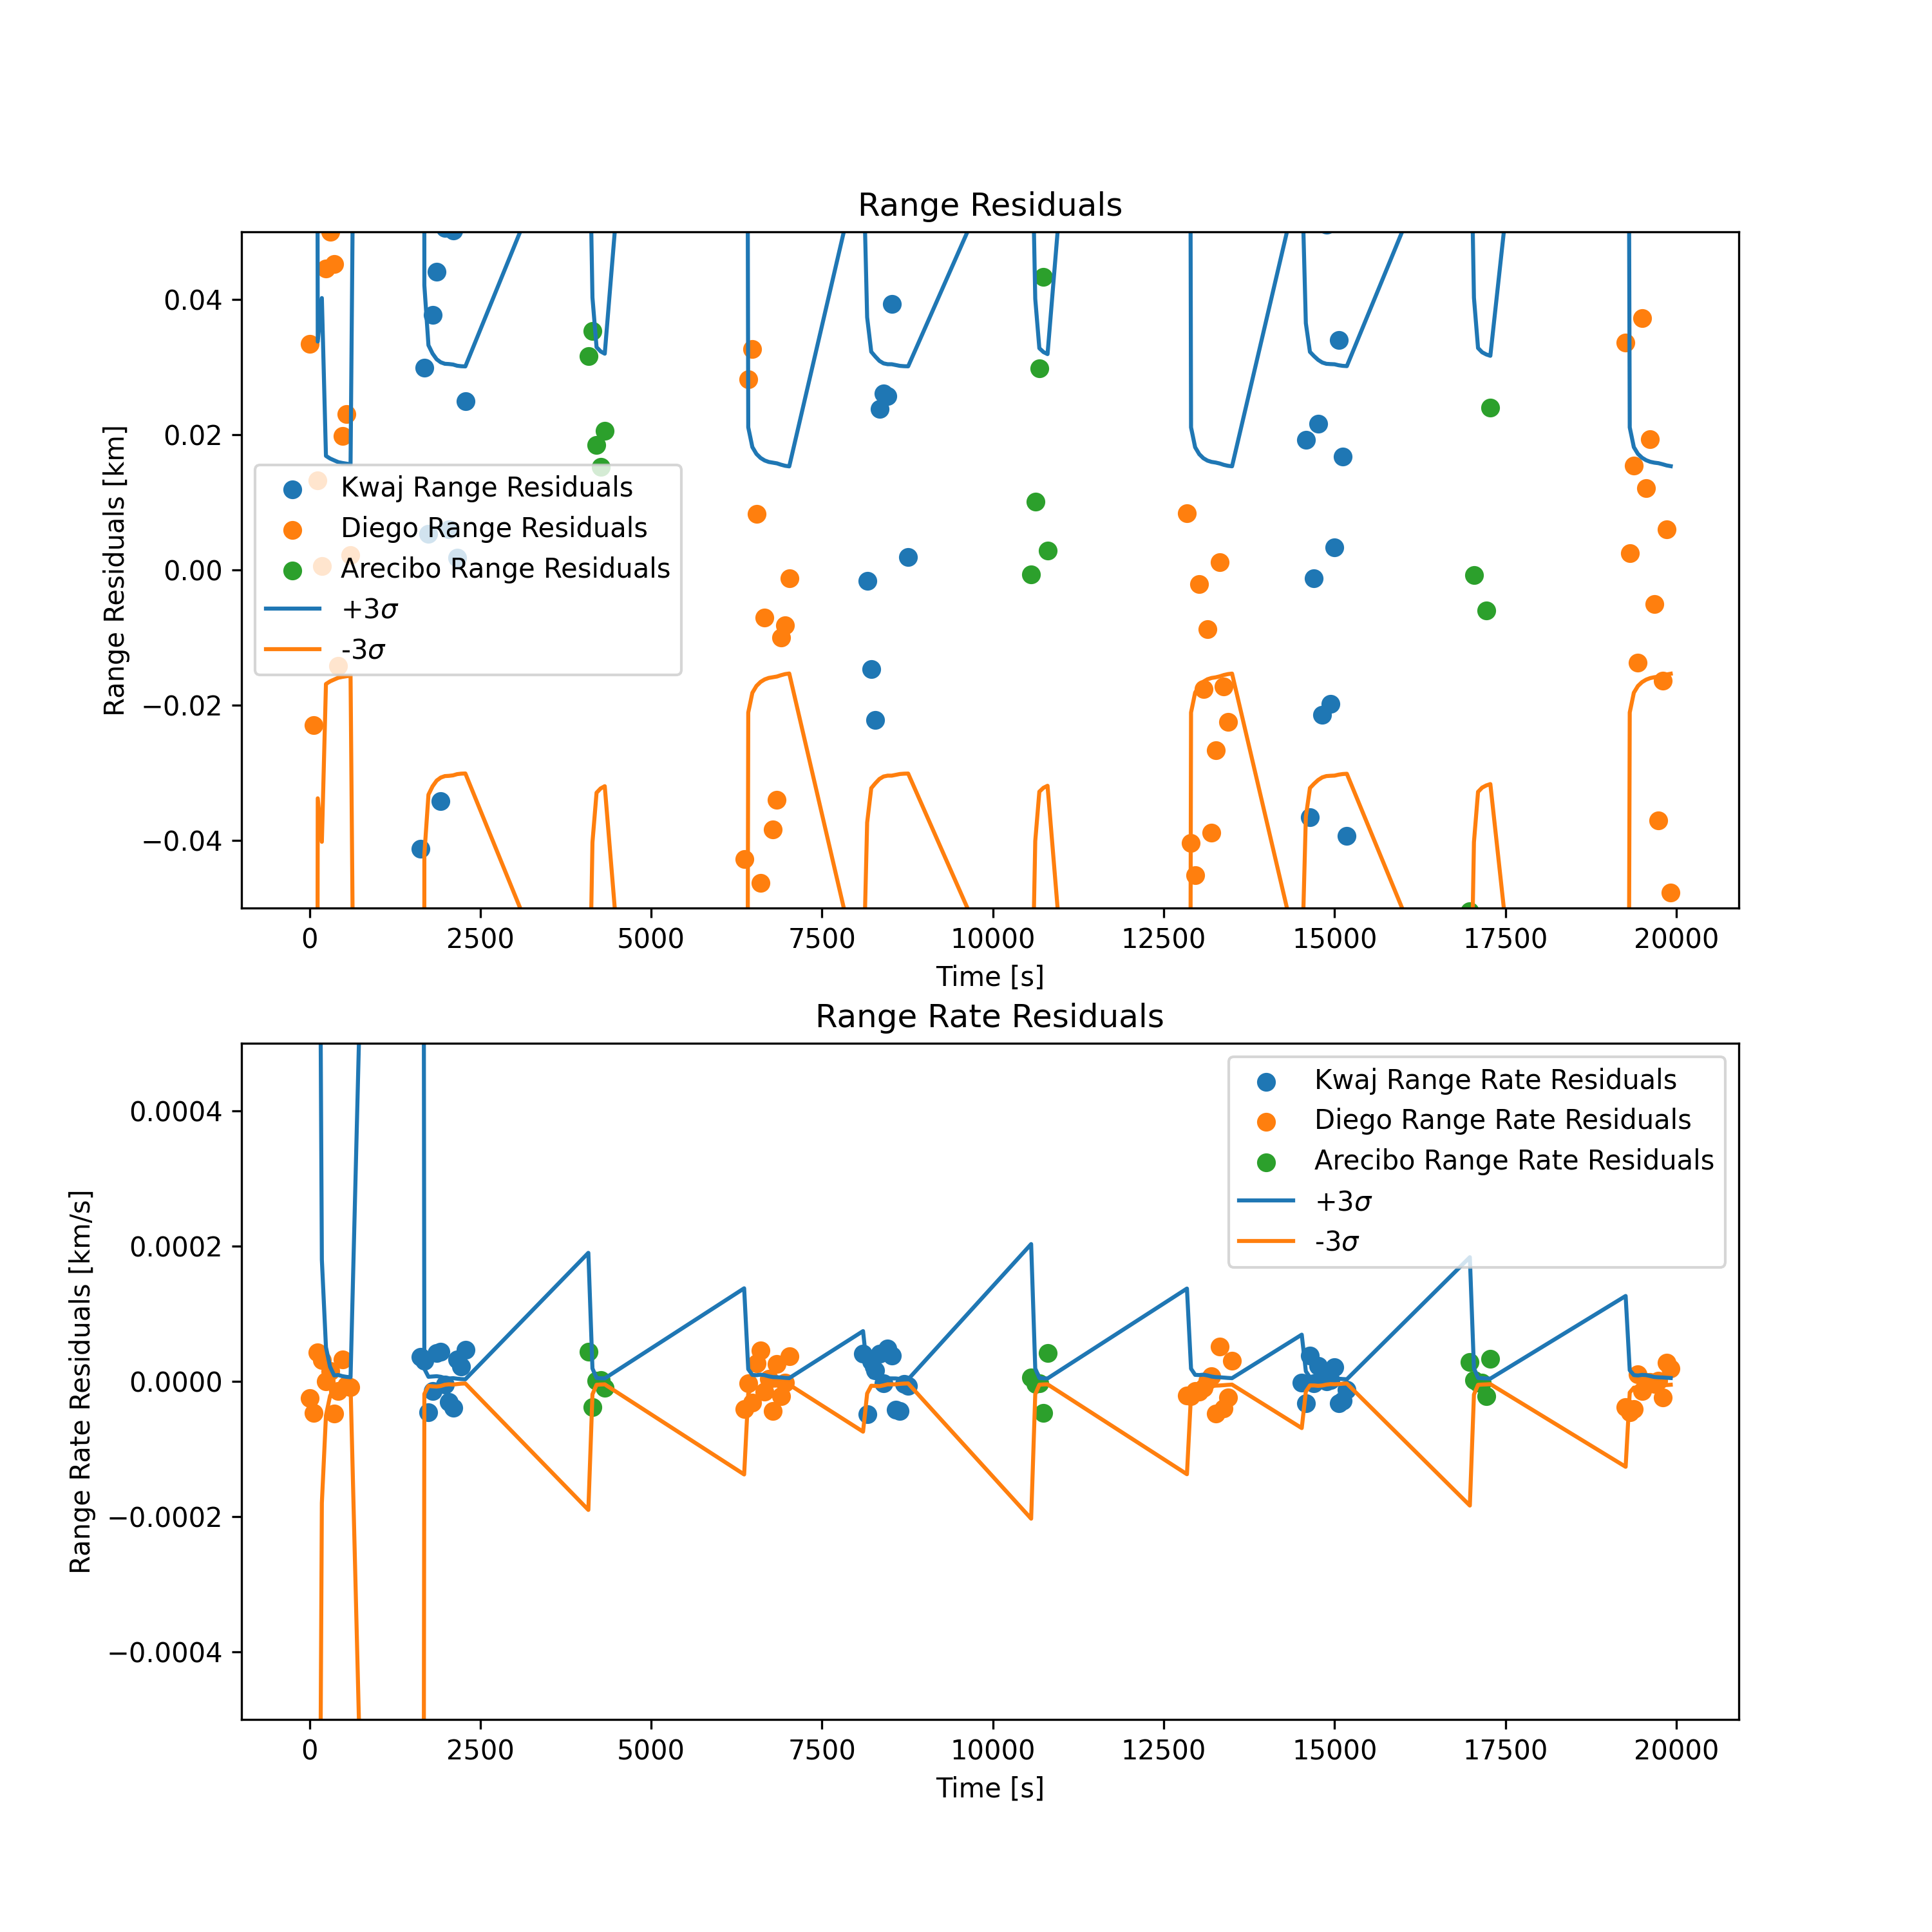 Range Residuals
Range Residuals [km]
0.04
0.02
0.00
−0.02
−0.04
Kwaj Range Residuals
Diego Range Residuals
Arecibo Range Residuals
+3σ
-3σ
0 2500 5000 7500 10000 12500 15000 17500 20000
Time [s]
Range Rate Residuals
Range Rate Residuals [km/s]
0.0004
0.0002
0.0000
−0.0002
−0.0004
Kwaj Range Rate Residuals
Diego Range Rate Residuals
Arecibo Range Rate Residuals
+3σ
-3σ
0 2500 5000 7500 10000 12500 15000 17500 20000
Time [s]